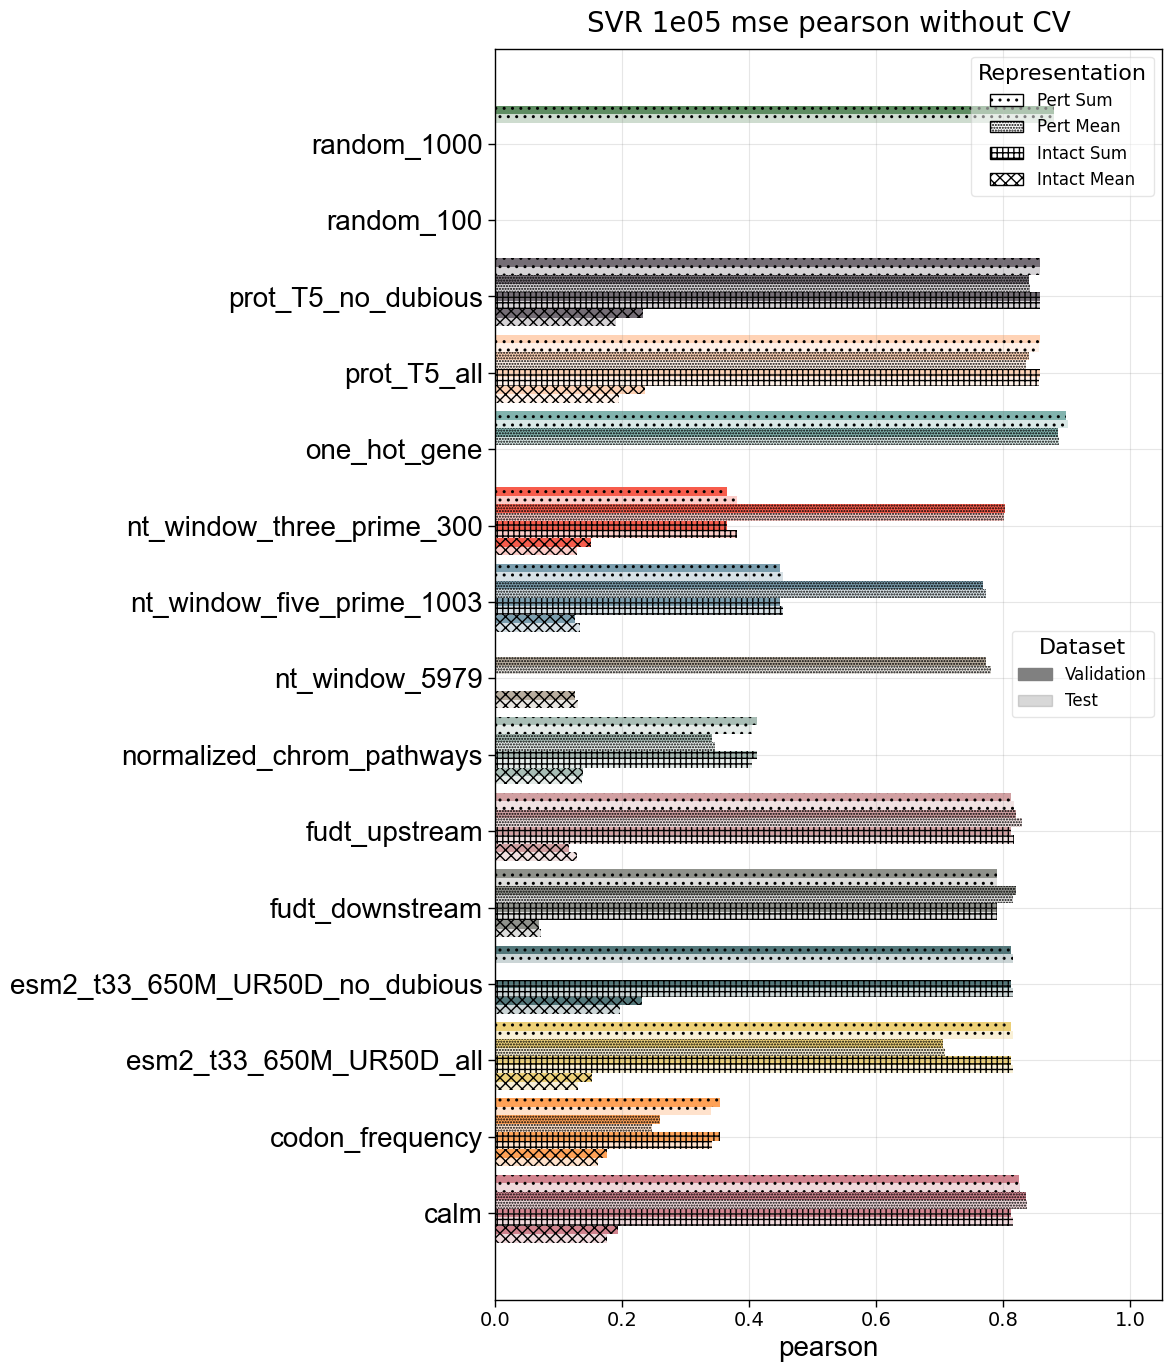 SVR 1e05 mse pearson without CV
Representation
Pert Sum
Pert Mean
Intact Sum
Intact Mean
random_1000
random_100
prot_T5_no_dubious
prot_T5_all
one_hot_gene
nt_window_three_prime_300
nt_window_five_prime_1003
nt_window_5979
Dataset
Validation
Test
normalized_chrom_pathways
fudt_upstream
fudt_downstream
esm2_t33_650M_UR50D_no_dubious
esm2_t33_650M_UR50D_all
codon_frequency
calm
0.0 0.2 0.4 0.6 0.8 1.0
pearson